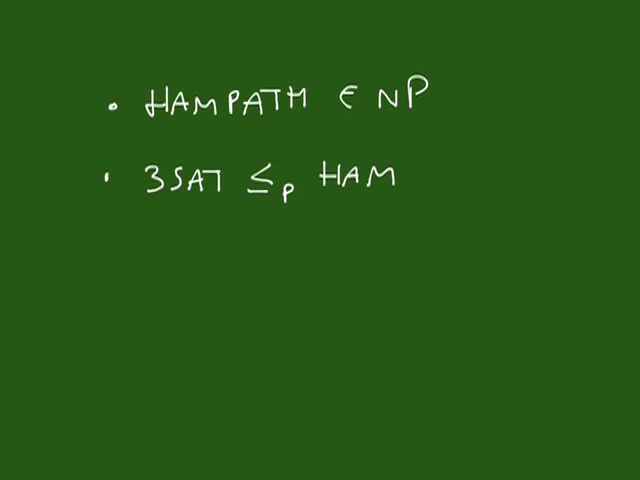 • HAMPATH ∈ NP
• 3SAT ≤p HAM